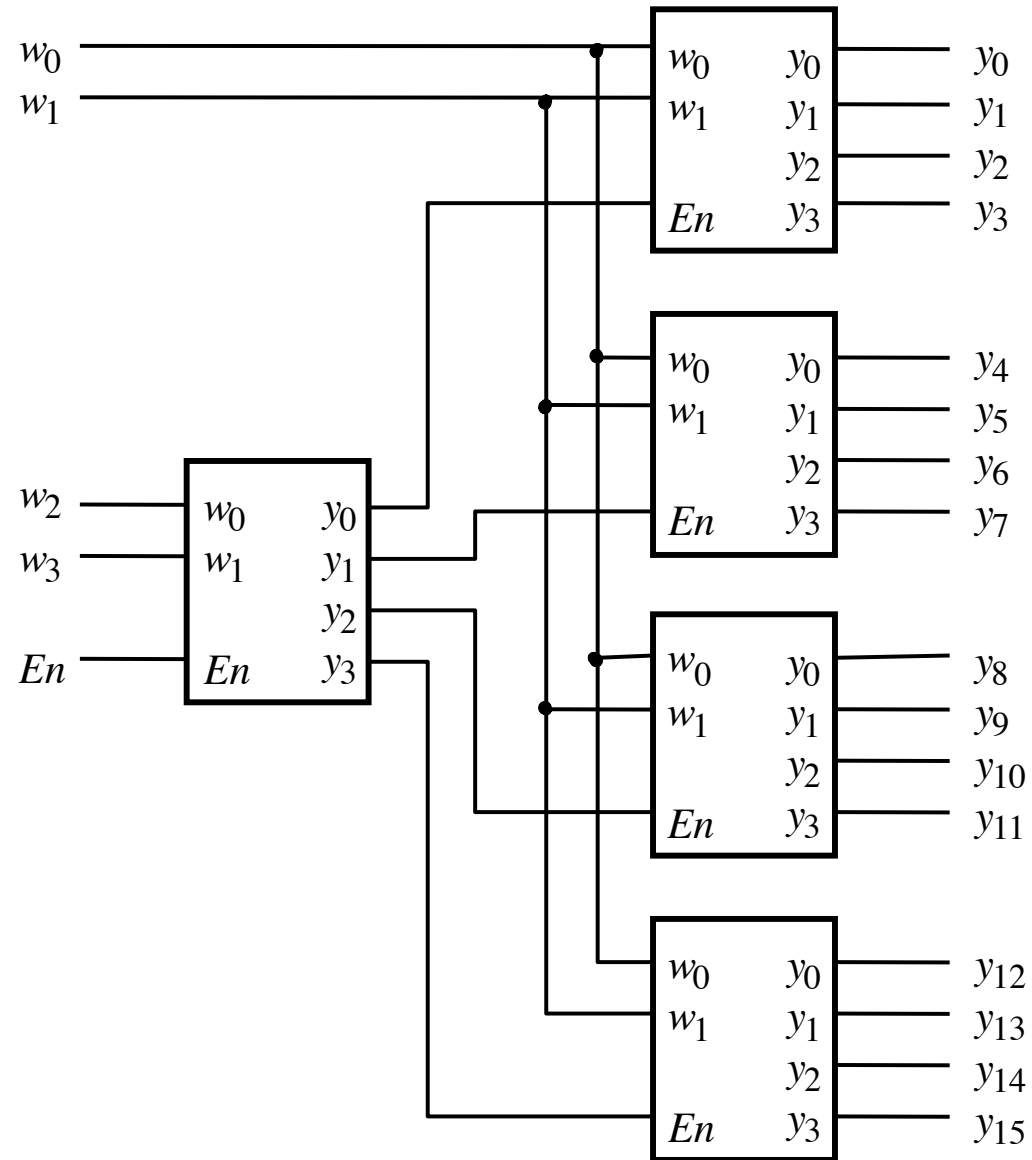 w0 w0 y0 y0
w1 w1 y1 y1
y2 y2
En y3 y3
w0 y0 y4
w1 y1 y5
y2 y6
En y3 y7
w2 w0 y0
w3 w1 y1
y2
En En y3
w0 y0 y8
w1 y1 y9
y2 y10
En y3 y11
w0 y0 y12
w1 y1 y13
y2 y14
En y3 y15